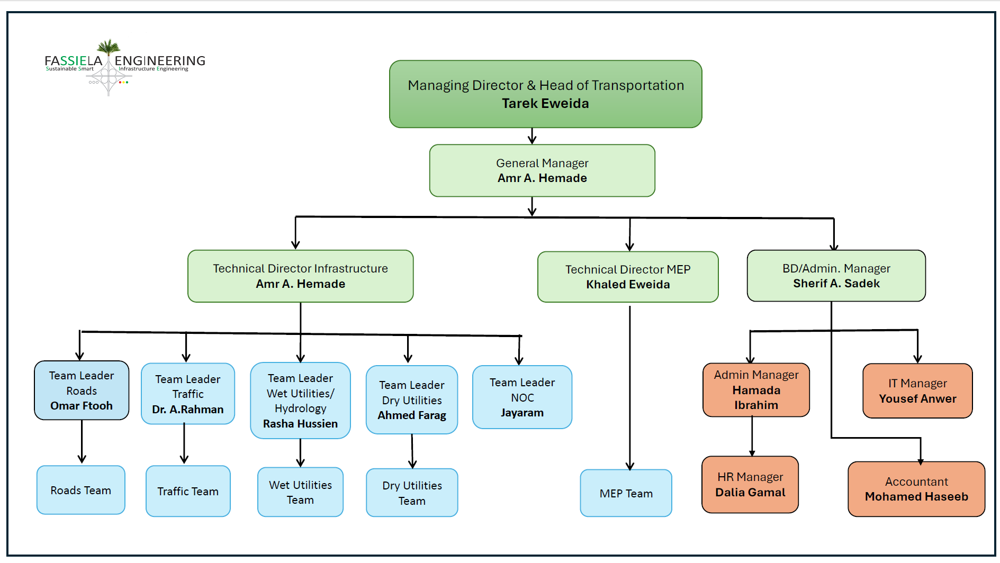 FASSIELA ENGINEERING
Sustainable Smart Infrastructure Engineering
Managing Director & Head of Transportation
Tarek Eweida
General Manager
Amr A. Hemade
Technical Director Infrastructure
Amr A. Hemade
Technical Director MEP
Khaled Eweida
BD/Admin. Manager
Sherif A. Sadek
Team Leader
Roads
Omar Ftooh
Team Leader
Traffic
Dr. A.Rahman
Team Leader
Wet Utilities/
Hydrology
Rasha Hussien
Team Leader
Dry Utilities
Ahmed Farag
Team Leader
NOC
Jayaram
Admin Manager
Hamada
Ibrahim
IT Manager
Yousef Anwer
Roads Team
Traffic Team
Wet Utilities
Team
Dry Utilities
Team
MEP Team
HR Manager
Dalia Gamal
Accountant
Mohamed Haseeb